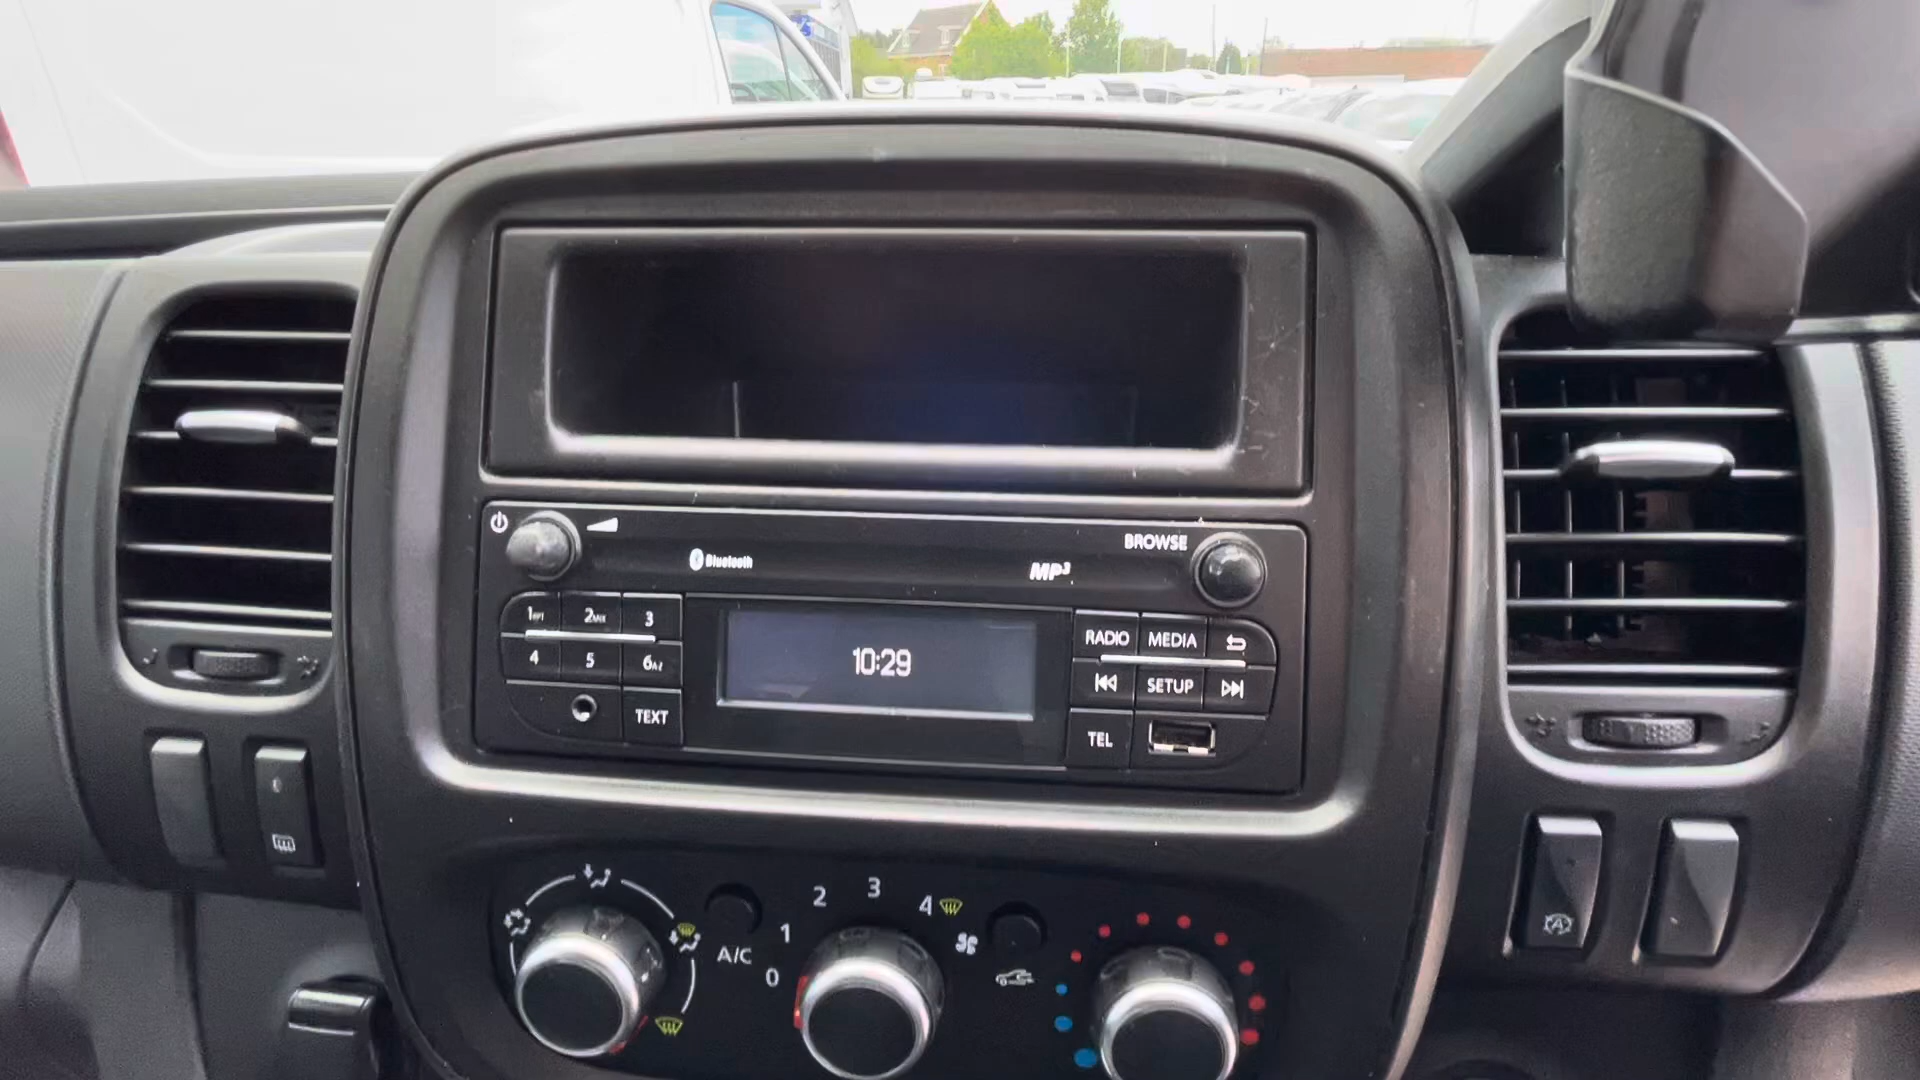 BROWSE
Bluetooth
MP3
1 2 3
4 5 6
TEXT
10:29
RADIO MEDIA
SETUP
TEL
A/C
0 1 2 3 4
A